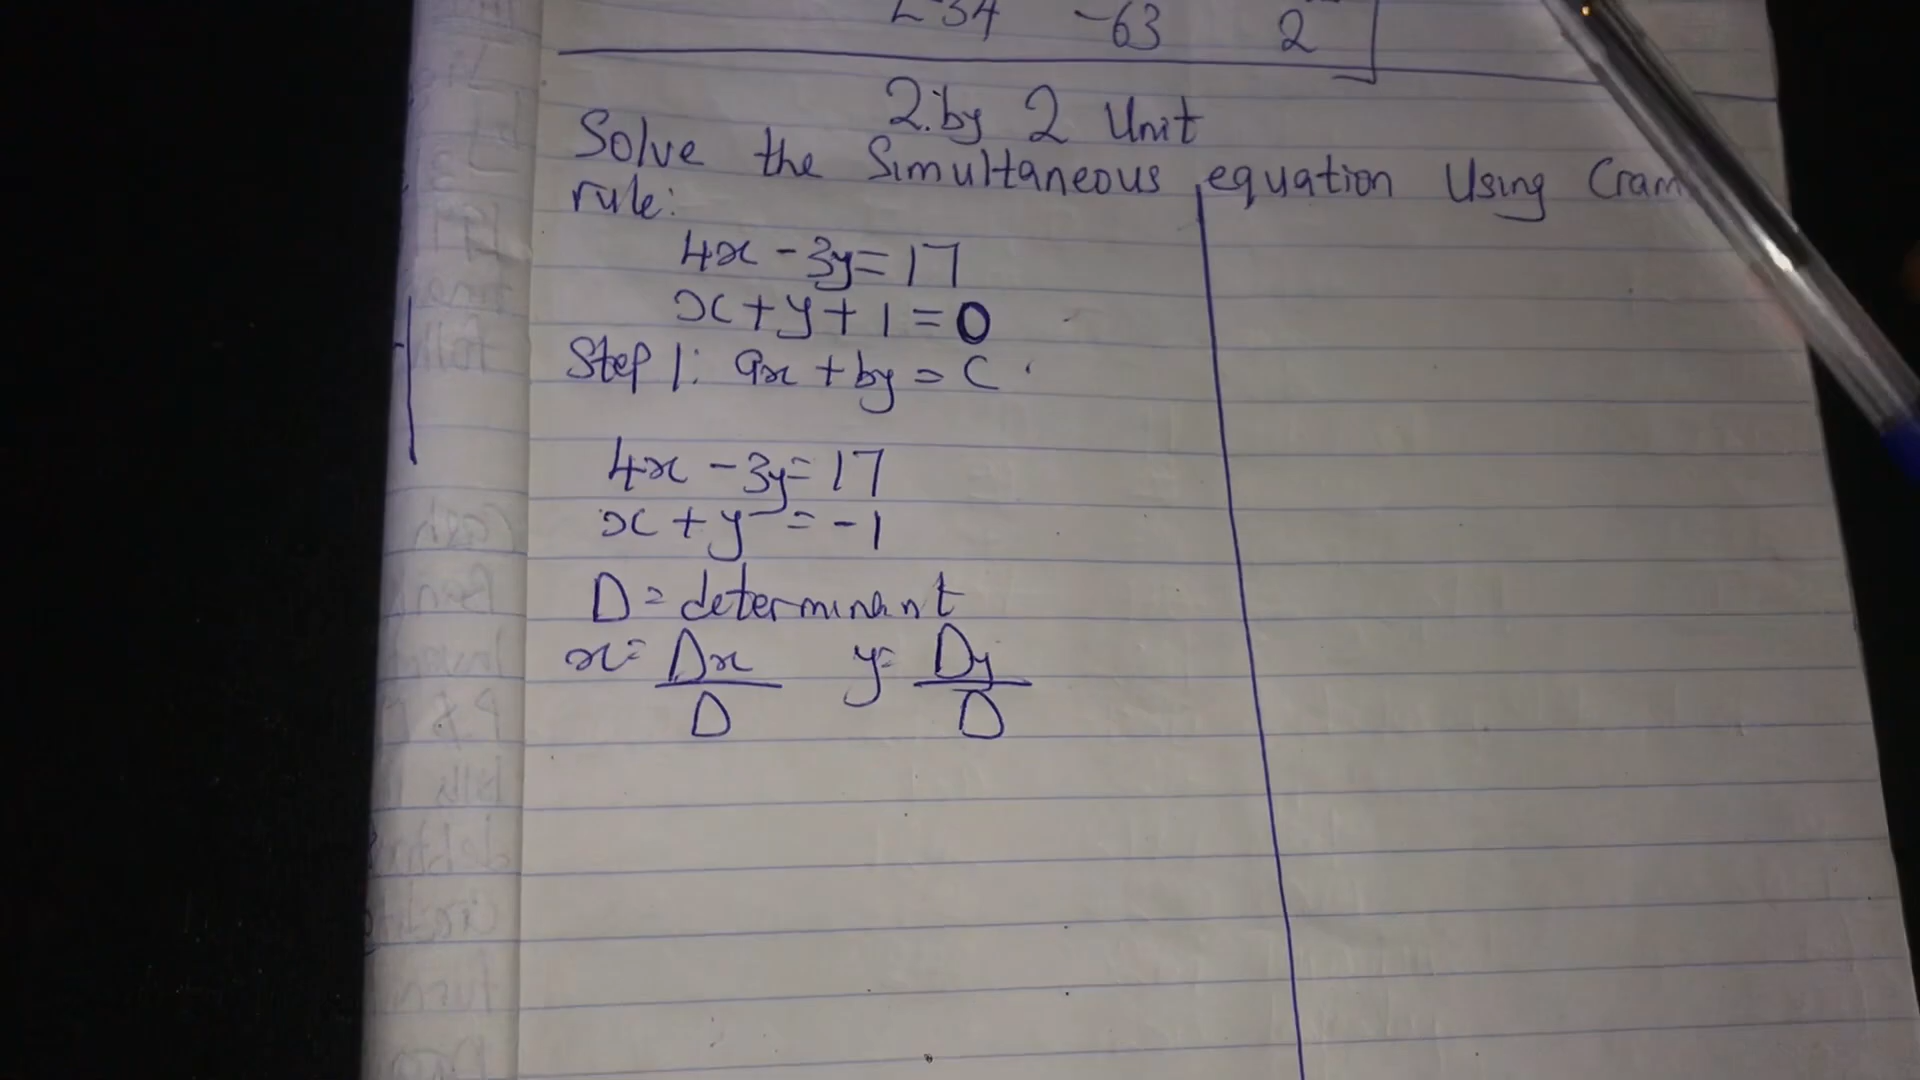 -34 -63 2
2 by 2 Unit
Solve the Simultaneous equation Using
rule:
4x - 3y = 17
x + y + 1 = 0
Step 1: ax + by = c
4x - 3y = 17
x + y = -1
D = determinant
x = Dx/D y = Dy/D